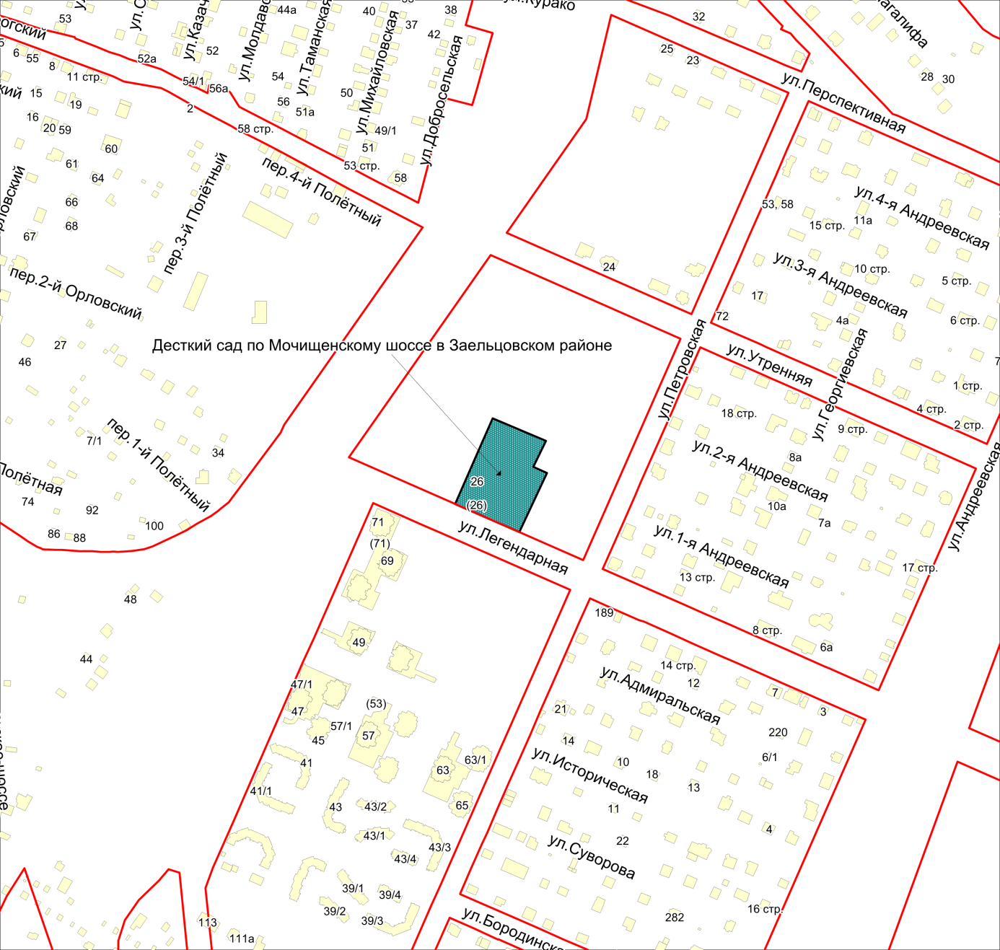 44а
40
38
32
53
37
42
ул.Курако
ул.Казач
ул.Молдавс
ул.Таманская
ул.Михайловская
ул.Добросельская
6
55
8
11 стр.
52а
52
54/1
56а
54
56
51а
50
25
23
28
30
ул.Перспективная
15
19
16
20
59
2
58 стр.
49/1
51
53 стр.
58
60
61
64
66
68
67
пер.4-й Полётный
пер.3-й Полётный
пер.2-й Орловский
53, 58
15 стр.
11а
ул.4-я Андреевская
ул.3-я Андреевская
10 стр.
5 стр.
24
17
72
4а
6 стр.
27
46
Десткий сад по Мочищенскому шоссе в Заельцовском районе
ул.Петровская
ул.Утренняя
ул.Георгиевская
1 стр.
4 стр.
2 стр.
18 стр.
9 стр.
7/1
34
пер.1-й Полётный
Полётная
74
92
100
86
88
ул.2-я Андреевская
8а
10а
7а
ул.Андреевская
26
(26)
71
(71)
69
ул.Легендарная
ул.1-я Андреевская
13 стр.
17 стр.
8 стр.
6а
48
44
189
49
14 стр.
12
ул.Адмиральская
7
3
47/1
47
(53)
57/1
57
45
21
14
220
6/1
41
63/1
63
41/1
43
43/2
65
ул.Историческая
10
18
13
11
4
43/1
43/3
43/4
22
ул.Суворова
39/1
39/4
39/2
39/3
282
16 стр.
113
111а